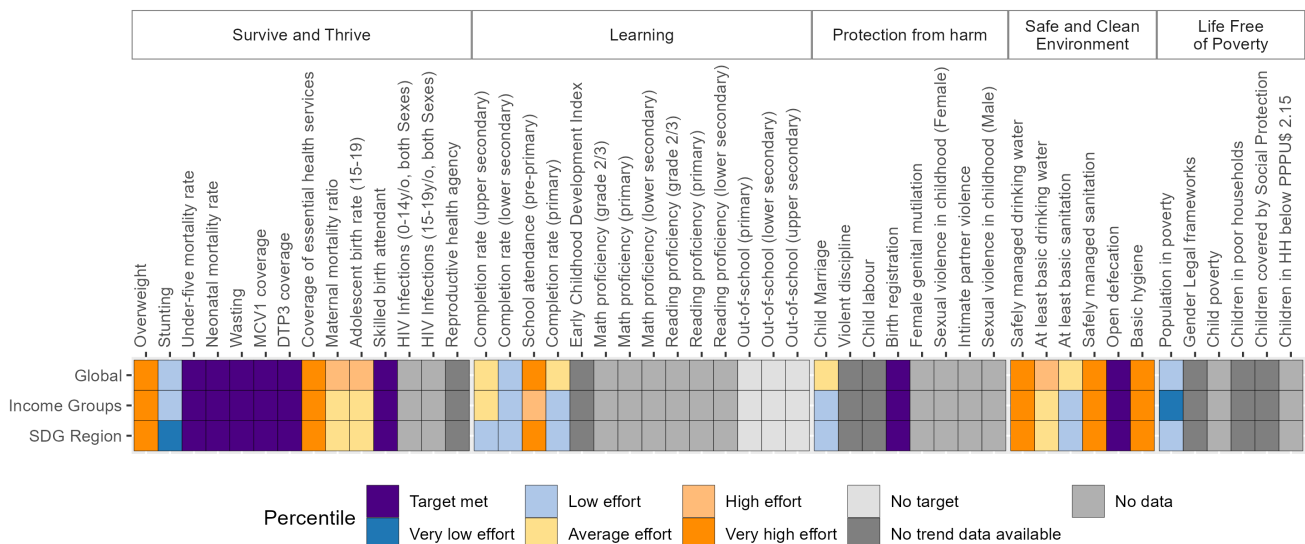 Survive and Thrive
Learning
Protection from harm
Safe and Clean
Environment
Life Free
of Poverty
Overweight
Stunting
Under-five mortality rate
Neonatal mortality rate
Wasting
MCV1 coverage
DTP3 coverage
Coverage of essential health services
Maternal mortality ratio
Adolescent birth rate (15-19)
Skilled birth attendant
HIV Infections (0-14y/o, both Sexes)
HIV Infections (15-19y/o, both Sexes)
Reproductive health agency
Completion rate (upper secondary)
Completion rate (lower secondary)
School atendance (pre-primary)
Completion rate (primary)
Early Childhood Development Index
Math proficiency (grade 2/3)
Math proficiency (primary)
Math proficiency (lower secondary)
Reading proficiency (grade 2/3)
Reading proficiency (primary)
Reading proficiency (lower secondary)
Out-of-school (primary)
Out-of-school (lower secondary)
Out-of-school (upper secondary)
Child Marriage
Violent discipline
Child labour
Birth registration
Female genital mutilation
Sexual violence in childhood (Female)
Intimate partner violence
Sexual violence in childhood (Male)
Safely managed drinking water
At least basic drinking water
At least basic sanitation
Safely managed sanitation
Open defecation
Basic hygiene
Population in poverty
Gender Legal frameworks
Child poverty
Children in poor households
Children covered by Social Protection
Children in HH below PPPU$ 2.15
Global
Income Groups
SDG Region
Percentile
Target met
Low effort
High effort
No target
No data
Very low effort
Average effort
Very high effort
No trend data available